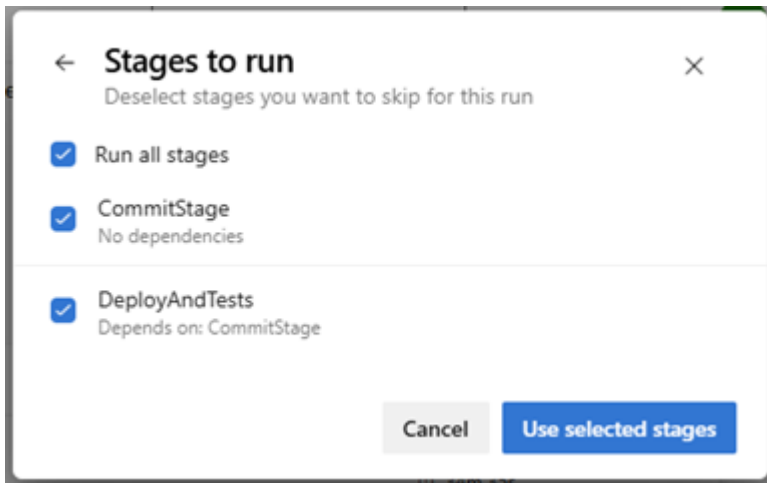 Stages to run
Deselect stages you want to skip for this run
Run all stages
CommitStage
No dependencies
DeployAndTests
Depends on: CommitStage
Cancel
Use selected stages